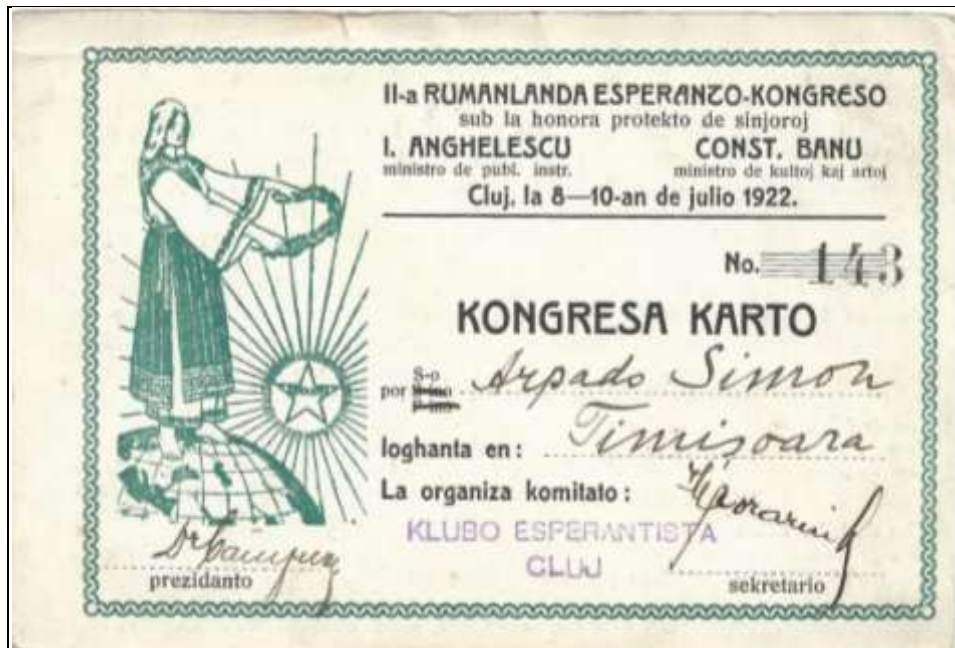 II-a RUMANLANDA ESPERANZO-KONGRESO
sub la honora protekto de sinjoroj
I. ANGHELESCU CONST. BANU
ministro de publ. instr. ministro de kultoj kaj artoj
Cluj, la 8—10-an de julio 1922.
No. 143
KONGRESA KARTO
por S-o Arpado Simon
loghanta en: Timișoara
La organiza komitato:
KLUBO ESPERANTISTA
CLUJ
prezidanto sekretario